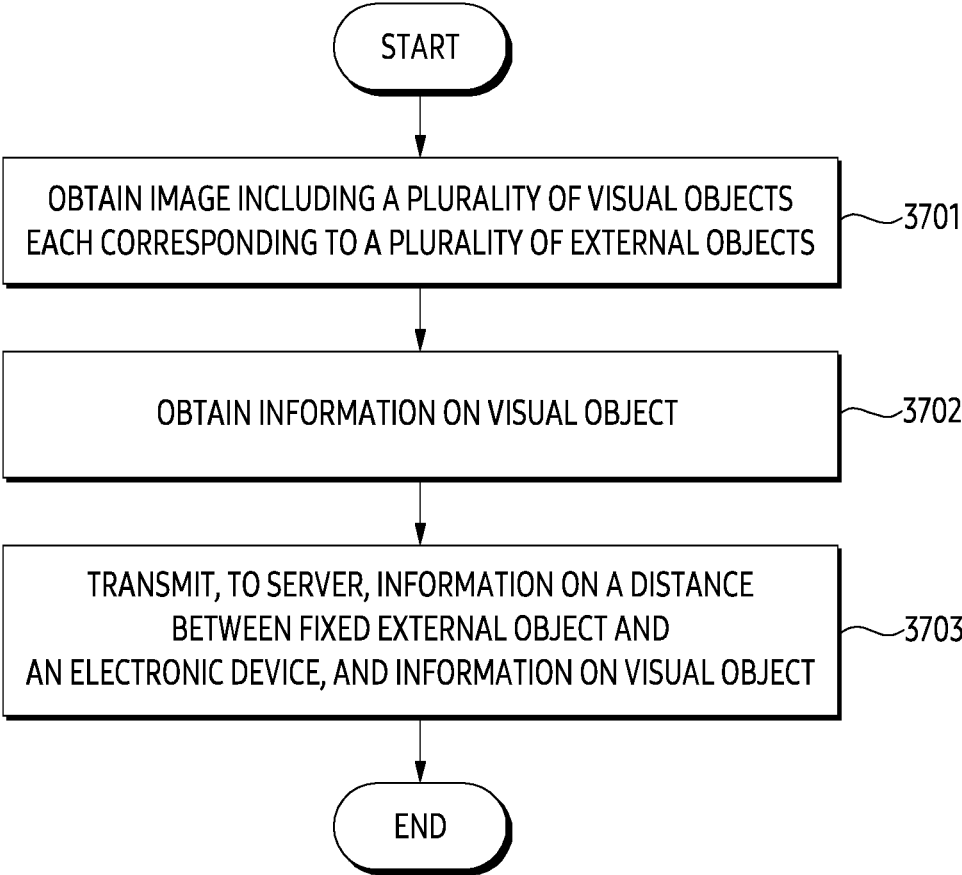 START
OBTAIN IMAGE INCLUDING A PLURALITY OF VISUAL OBJECTS
EACH CORRESPONDING TO A PLURALITY OF EXTERNAL OBJECTS
3701
OBTAIN INFORMATION ON VISUAL OBJECT
3702
TRANSMIT, TO SERVER, INFORMATION ON A DISTANCE
BETWEEN FIXED EXTERNAL OBJECT AND
AN ELECTRONIC DEVICE, AND INFORMATION ON VISUAL OBJECT
3703
END